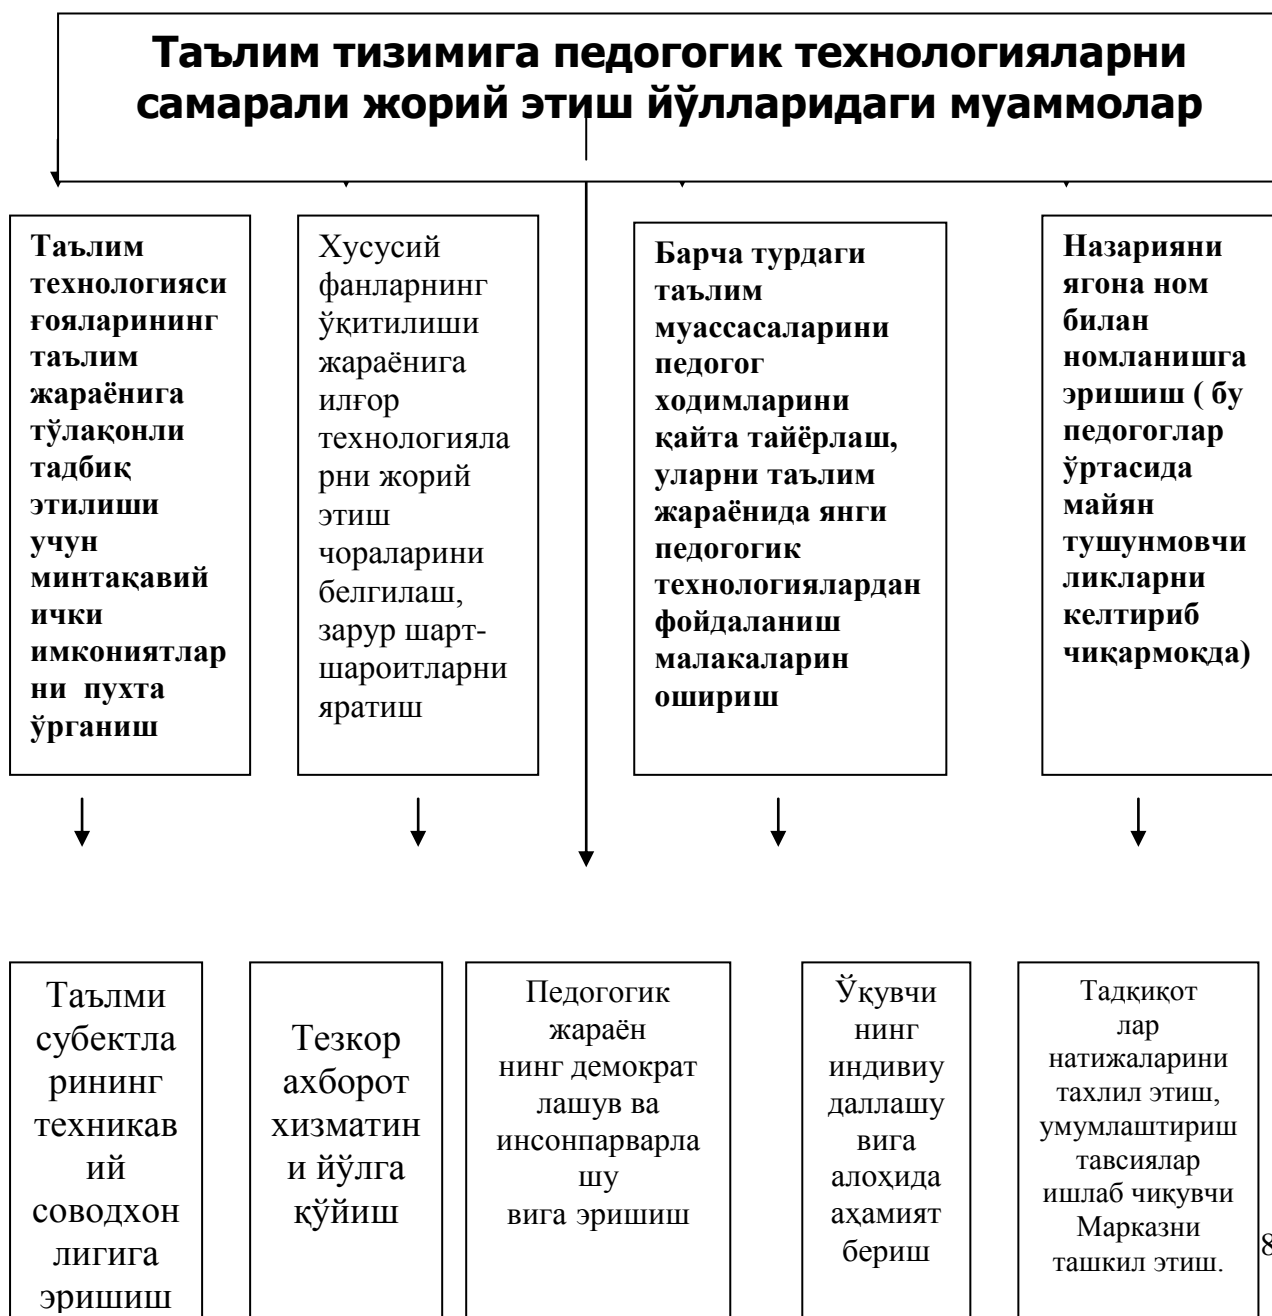 Таълим тизимига педогогик технологияларни
самарали жорий этиш йўлларидаги муаммолар
Таълим
технологияси
ғояларининг
таълим
жараёнига
тўлақонли
тадбиқ
этилиши
учун
минтақавий
ички
имкониятлар
ни пухта
ўрганиш
Хусусий
фанларнинг
ўқитилиши
жараёнига
илғор
технологияла
рни жорий
этиш
чораларини
белгилаш,
зарур шарт-
шароитларни
яратиш
Барча турдаги
таълим
муассасаларини
педогог
ходимларини
қайта тайёрлаш,
уларни таълим
жараёнида янги
педогогик
технологиялардан
фойдаланиш
малакаларин
ошириш
Назарияни
ягона ном
билан
номланишга
эришиш ( бу
педогоглар
ўртасида
майян
тушунмовчи
ликларни
келтириб
чиқармоқда)
Таълми
субектла
рининг
техникав
ий
соводхон
лигига
эришиш
Тезкор
ахборот
хизматин
и йўлга
қўйиш
Педогогик
жараён
нинг демократ
лашув ва
инсонпарварла
шу
вига эришиш
Ўқувчи
нинг
индивиу
даллашу
вига
алоҳида
аҳамият
бериш
Тадқиқот
лар
натижаларини
тахлил этиш,
умумлаштириш
тавсиялар
ишлаб чиқувчи
Марказни
ташкил этиш.
8